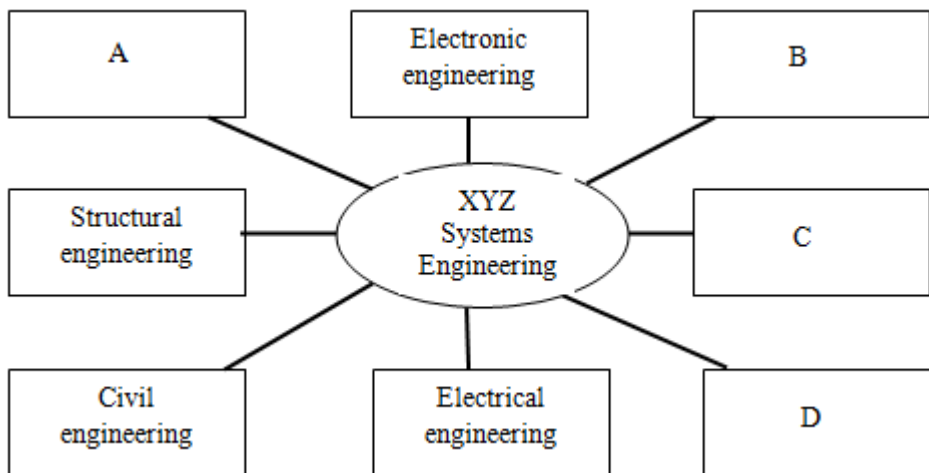 A
Electronic
engineering
B
Structural
engineering
XYZ
Systems
Engineering
C
Civil
engineering
Electrical
engineering
D